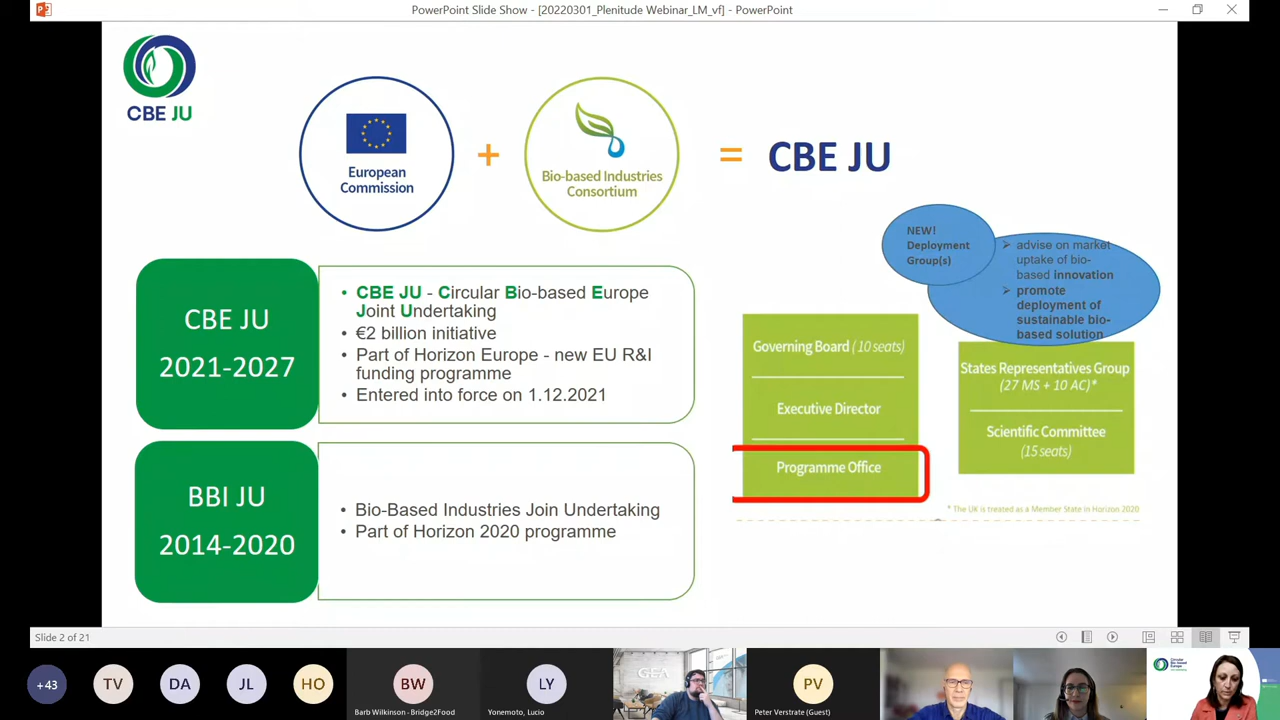 PowerPoint Slide Show - [20220301_Plenitude Webinar_LM_vf] - PowerPoint
CBE JU
European
Commission
+
Bio-based Industries
Consortium
=
CBE JU
NEW!
Deployment
Group(s)
➢ advise on market
uptake of bio-
based innovation
➢ promote
deployment of
sustainable bio-
based solution
CBE JU
2021-2027
• CBE JU - Circular Bio-based Europe
Joint Undertaking
• €2 billion initiative
• Part of Horizon Europe - new EU R&I
funding programme
• Entered into force on 1.12.2021
BBI JU
2014-2020
• Bio-Based Industries Join Undertaking
• Part of Horizon 2020 programme
Governing Board (10 seats)
Executive Director
Programme Office
States Representatives Group
(27 MS + 10 AC)*
Scientific Committee
(15 seats)
* The UK is treated as a Member State in Horizon 2020
Slide 2 of 21
+43
TV
DA
JL
HO
BW
Barb Wilkinson - Bridge2Food
LY
Yonemoto, Lucio
GEA
PV
Peter Verstrate (Guest)
Circular
Bio-based
Europe